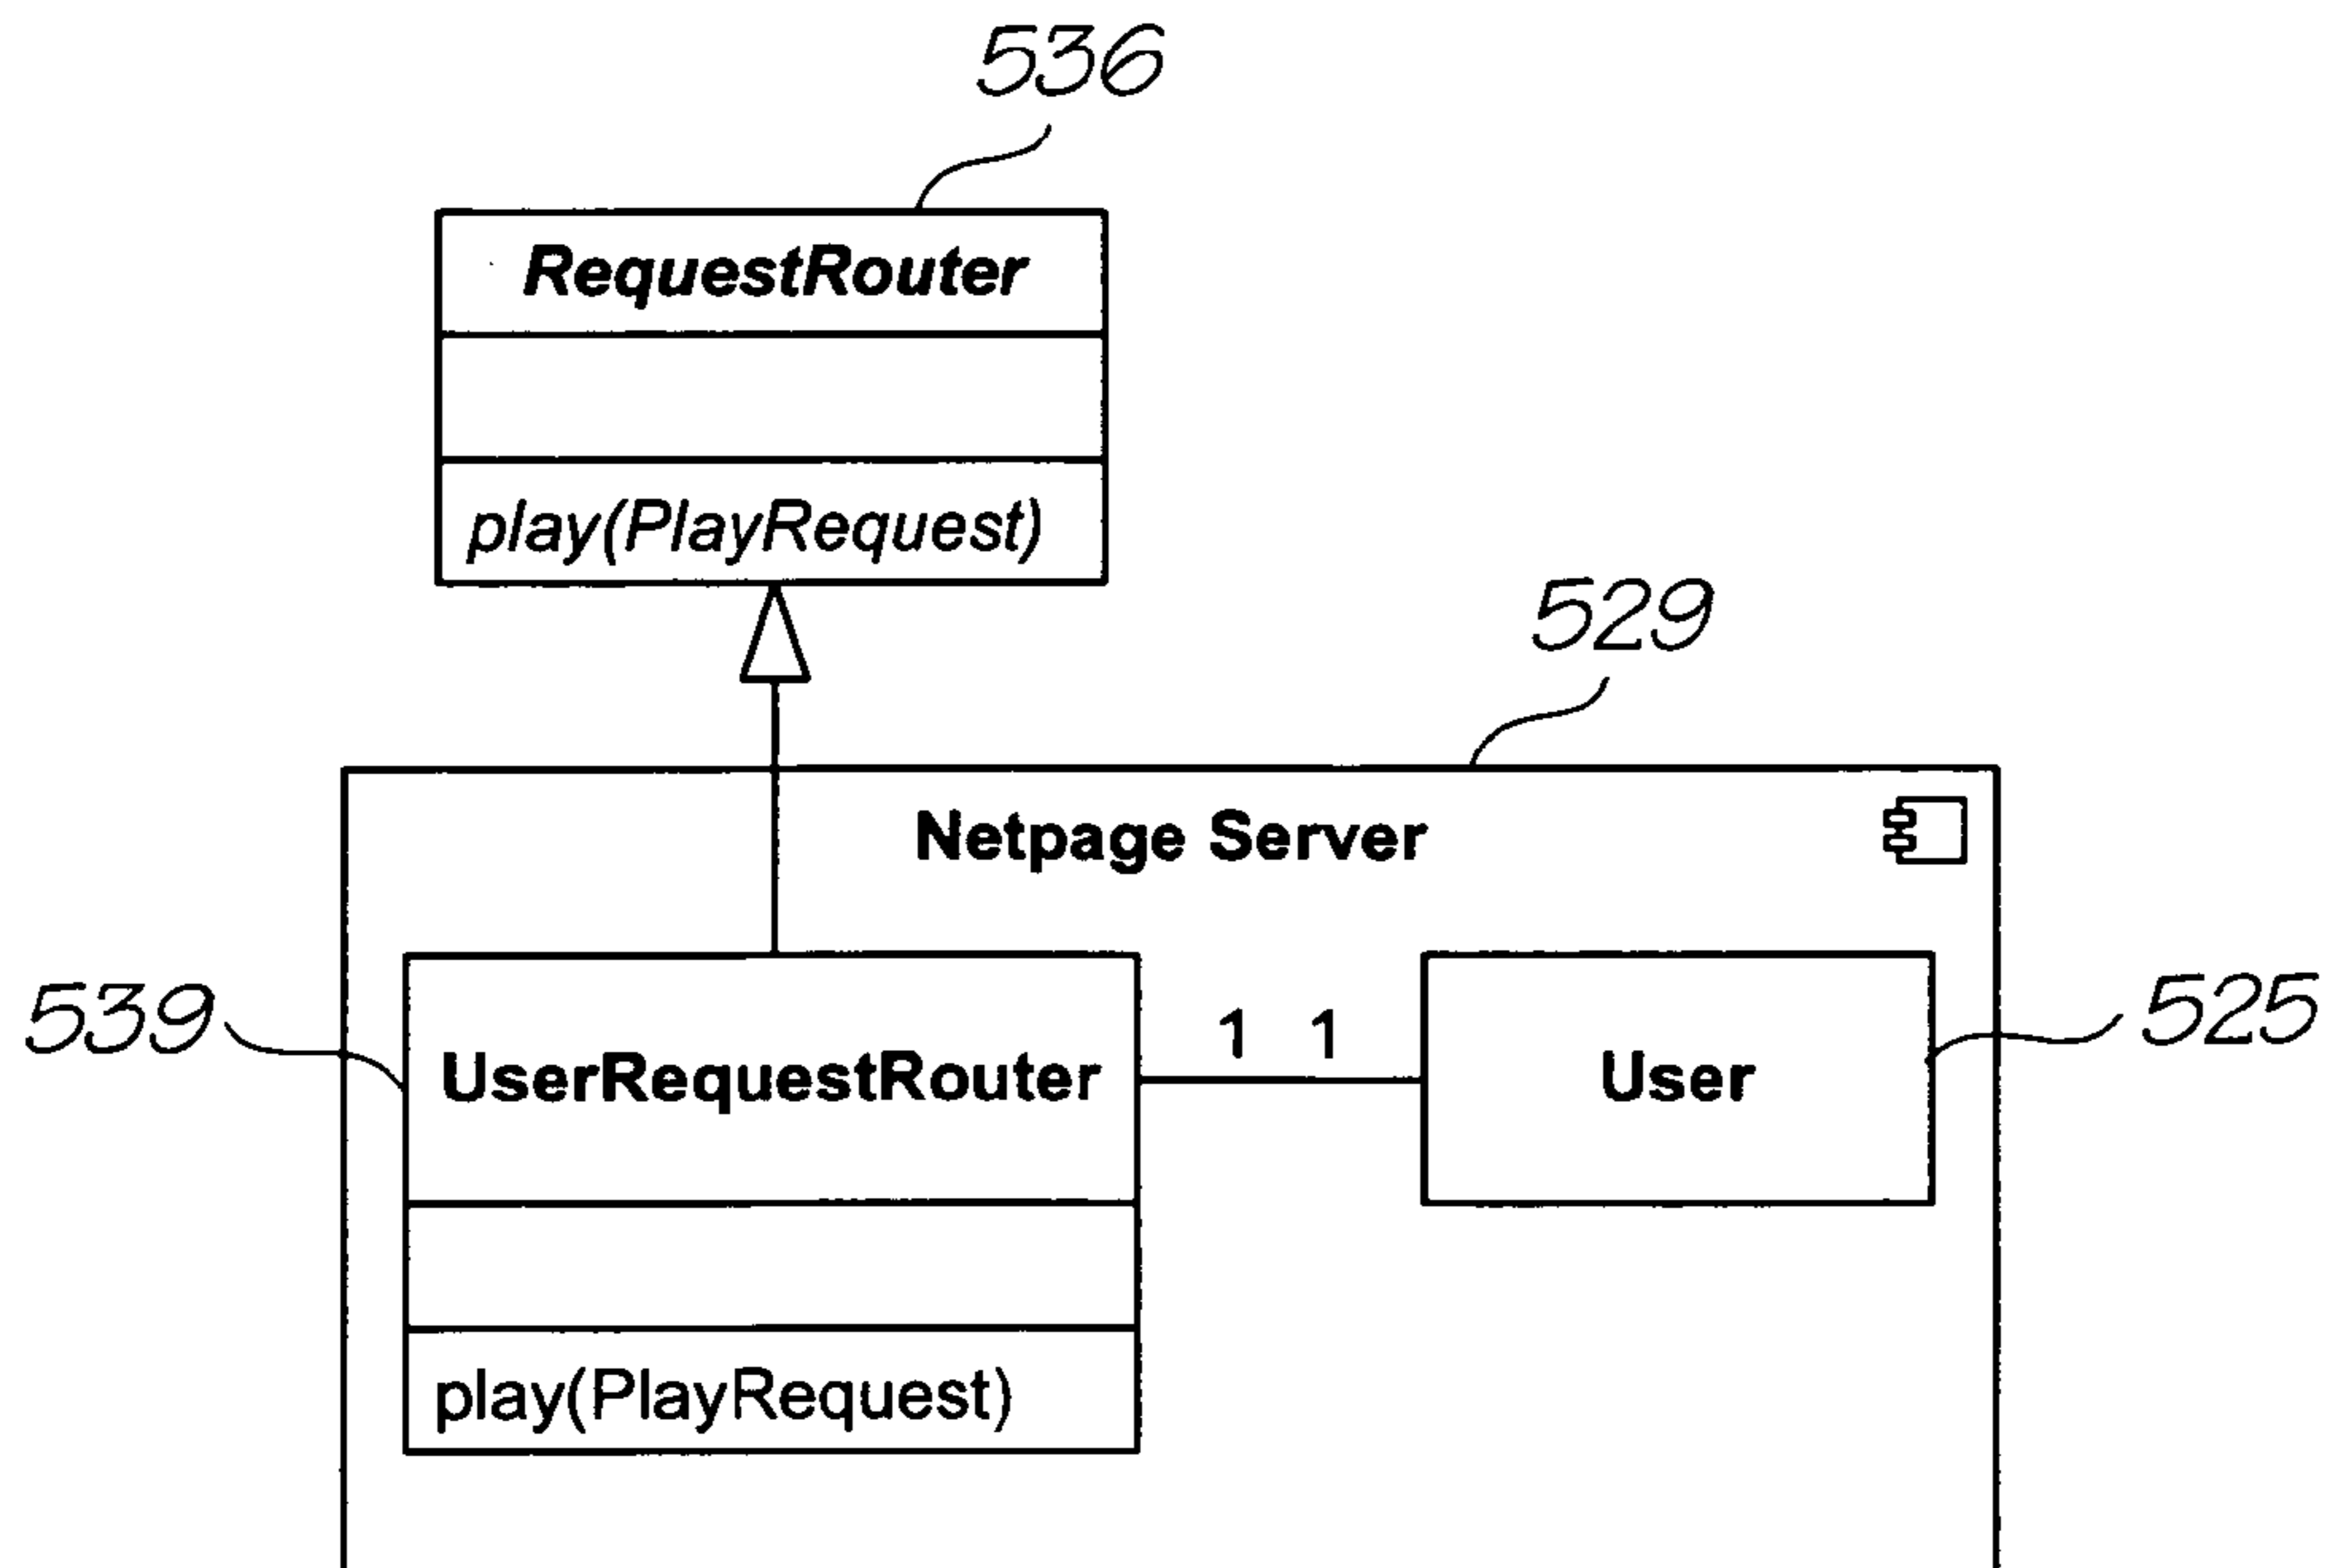 536
RequestRouter
play(PlayRequest)
529
Netpage Server
539
UserRequestRouter
1 1
User
525
play(PlayRequest)